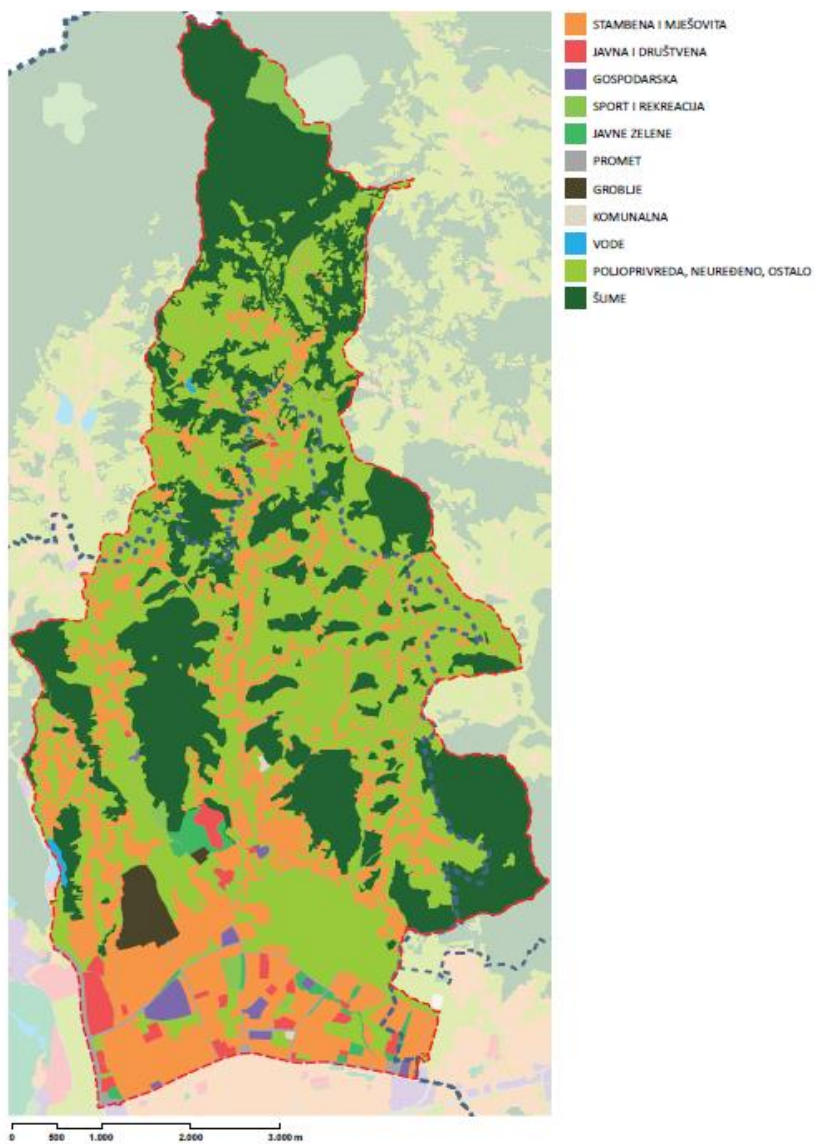 STAMBENA I MJEŠOVITA
JAVNA I DRUŠTVENA
GOSPODARSKA
SPORT I REKREACIJA
JAVNE ZELENE
PROMET
GROBLJE
KOMUNALNA
VODE
POLJOPRIVREDA, NEUREĐENO, OSTALO
ŠUME
0 500 1.000 2.000 3.000 m